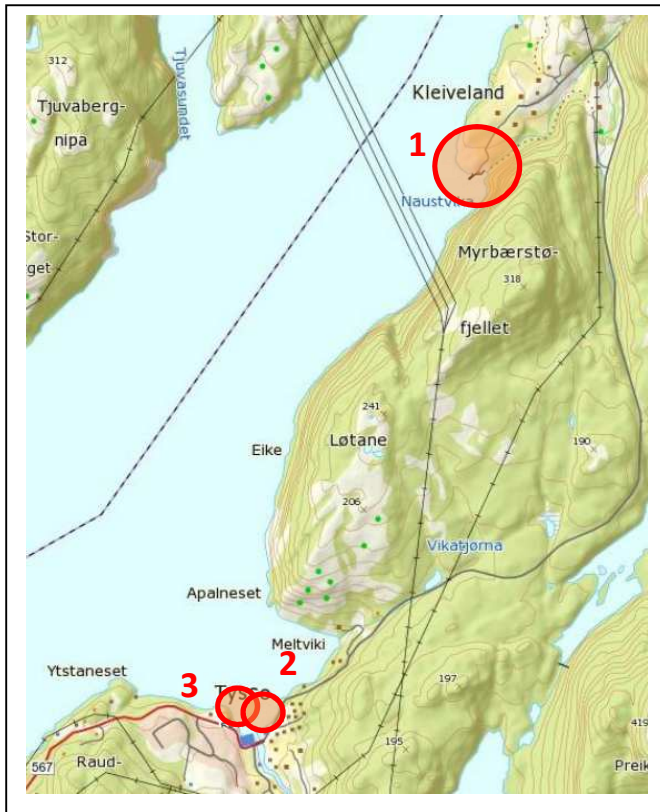 312
Tjuvaberg-
nipa
Tjuvasundet
Kleiveland
1
Naustvika
get
Myrbærstø-
318
fjellet
241
Løtane
Eike
190
206
Vikatjørna
Apalneset
Meltviki
2
Ytstaneset
3
Tysse
197
419
195
567
Raud-
Preik